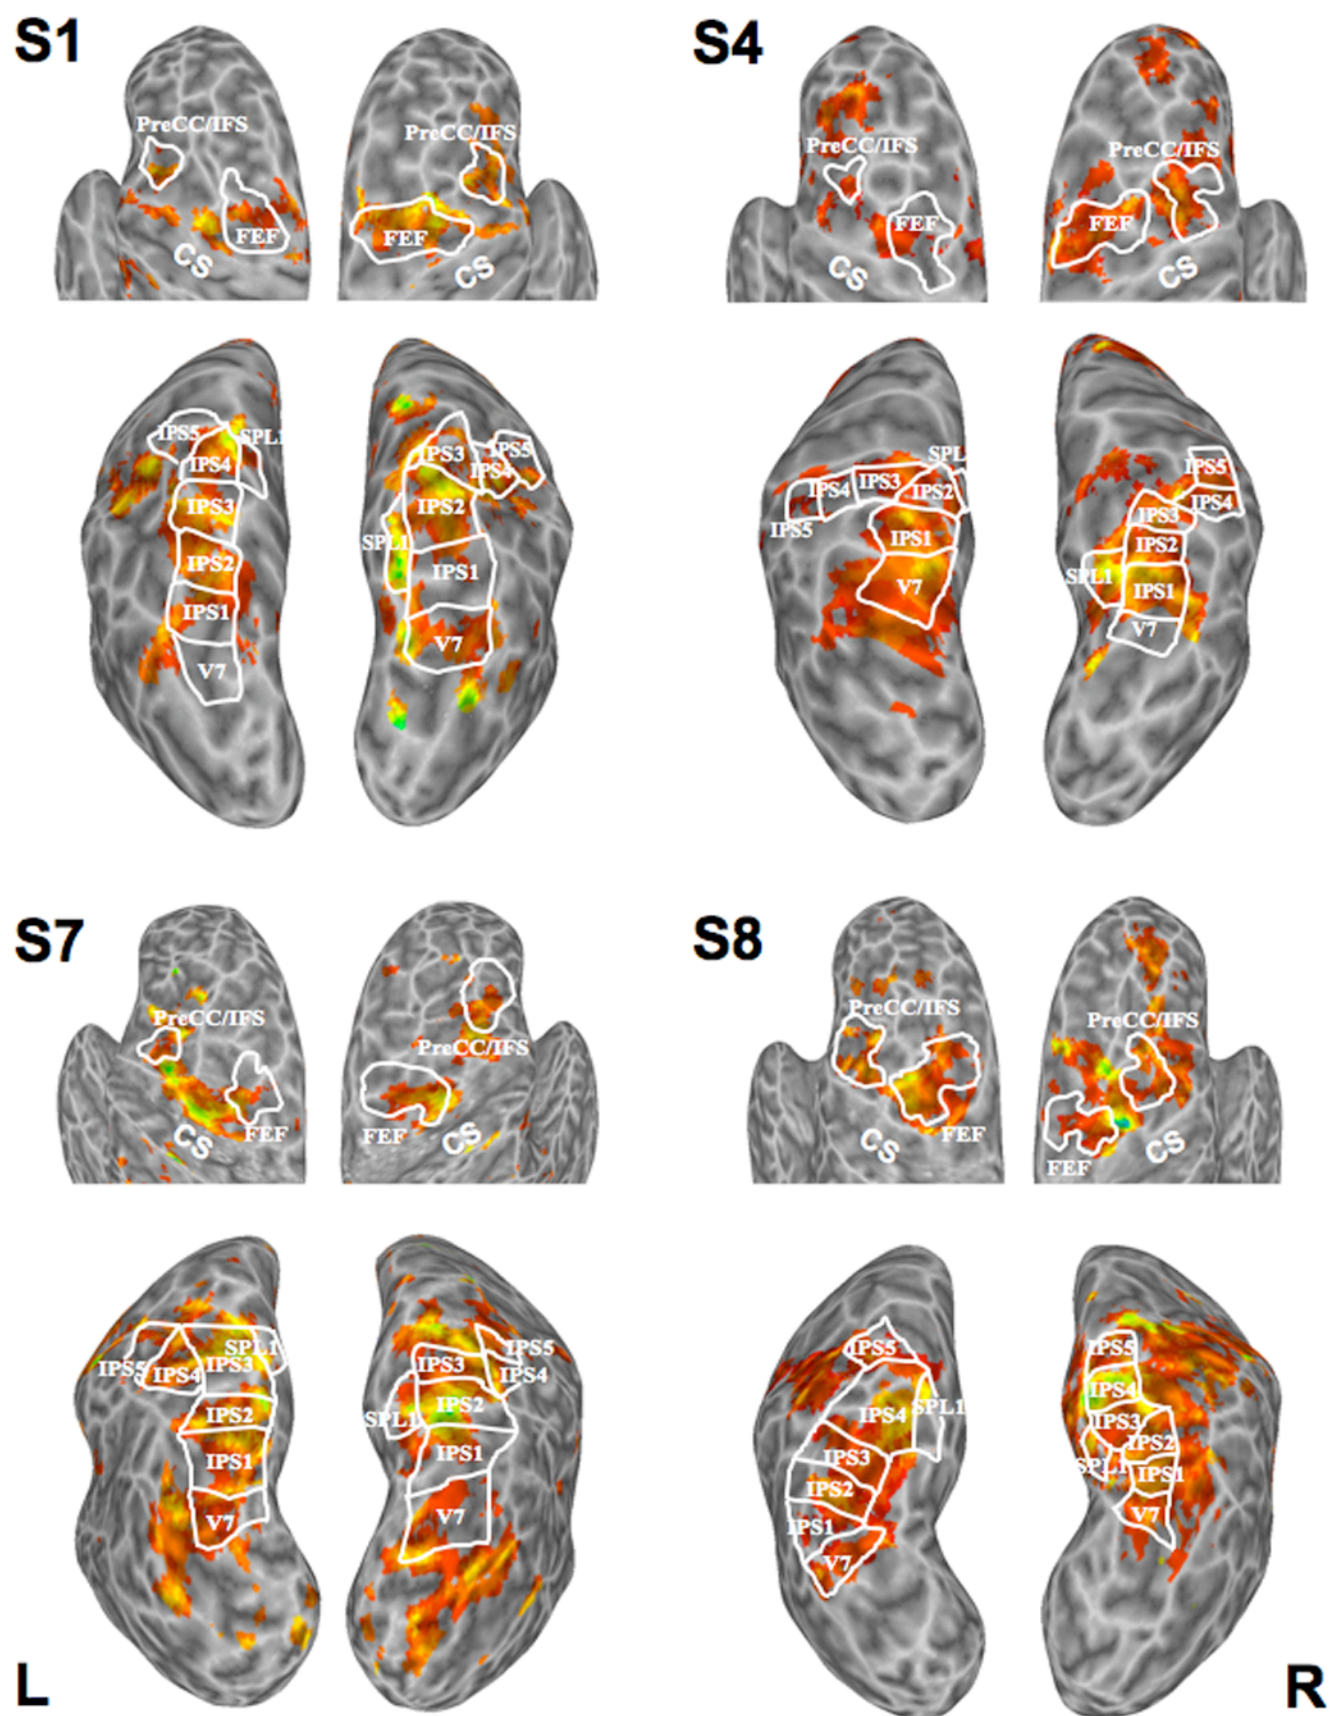 S1
PreCC/IFS
PreCC/IFS
FEF
FEF
CS
CS
IPS5
SPL1
IPS4
IPS3
IPS2
IPS1
V7
IPS3
IPS5
IPS4
IPS2
SPL1
IPS1
V7
S4
PreCC/IFS
PreCC/IFS
FEF
FEF
CS
CS
SPL
IPS3
IPS4
IPS2
IPS5
IPS1
V7
IPS5
IPS4
IPS3
IPS2
SPL1
IPS1
V7
S7
PreCC/IFS
PreCC/IFS
FEF
FEF
CS
CS
SPL1
IPS5
IPS4
IPS3
IPS2
IPS1
V7
IPS5
IPS3
IPS4
IPS2
SPL1
IPS1
V7
S8
PreCC/IFS
PreCC/IFS
FEF
FEF
CS
CS
IPS5
IPS4
SPL1
IPS3
IPS2
IPS1
V7
IPS5
IPS4
IPS3
IPS2
SPL1
IPS1
V7
L
R